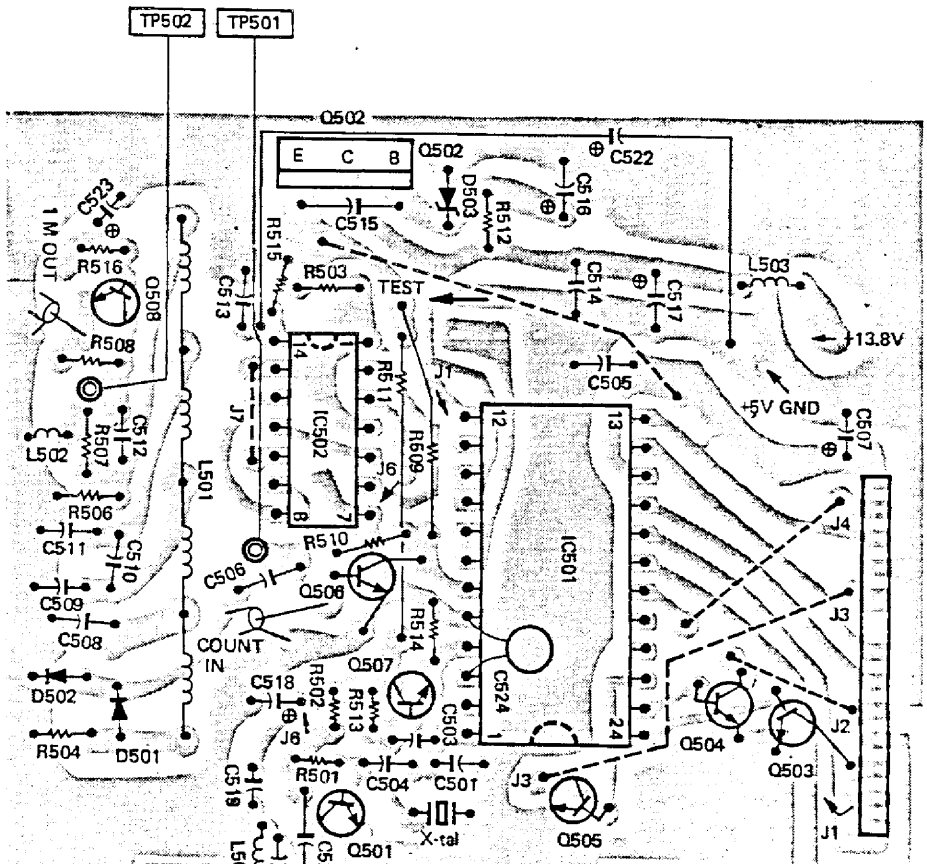 TP502 TP501
Q502
E C B
Q502
C522
C523
C515
D503
R512
C516
1 M OUT
R516
Q508
R515
R503
C513
TEST
C514
C517
L503
R508
+13.8V
C505
J1
R511
14
IC502
8 7
J7
+5V GND
12 13
C507
L502
R507
C512
L501
R509
J6
R506
C511
C510
R510
J4
IC501
C506
Q506
C509
C508
COUNT
IN
R514
J3
D502
D501
Q507
C518
R502
R513
C524
J6
C503
1 24
Q504
J2
Q503
R504
R501
C504
C501
J3
C519
X-tal
Q501
Q505
J1